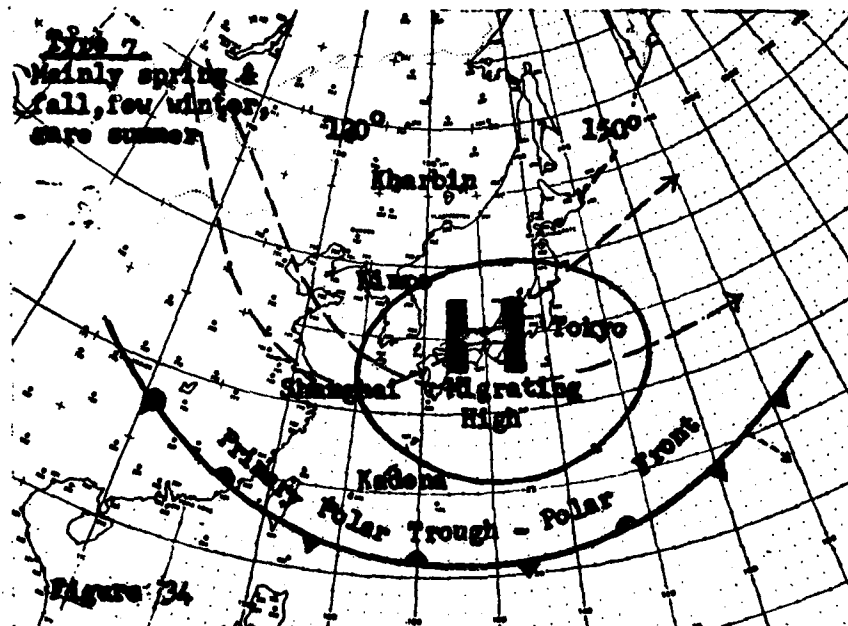 Type 7.
Mainly spring &
fall, few winter,
rare summer
120°
150°
Kharbin
Kimpo
H
Tokyo
Shanghai
"Migrating
High"
Kadena
Primary Polar Trough - Polar Front
Figure 34